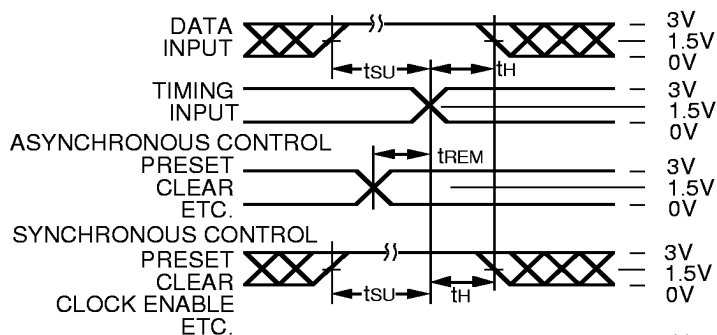 DATA INPUT
3V
1.5V
0V
tSU
tH
TIMING INPUT
3V
1.5V
0V
ASYNCHRONOUS CONTROL
tREM
PRESET
CLEAR
ETC.
3V
1.5V
0V
SYNCHRONOUS CONTROL
PRESET
CLEAR
CLOCK ENABLE
ETC.
3V
1.5V
0V
tSU
tH